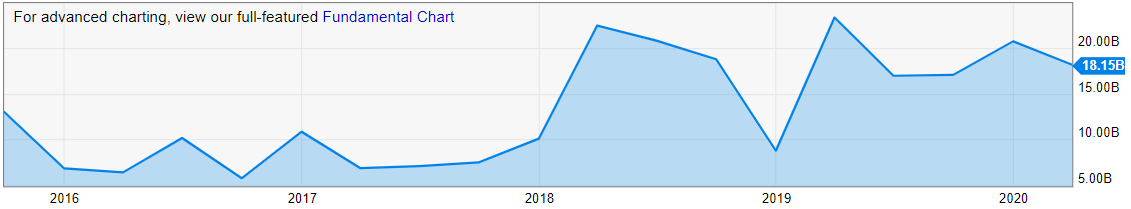 For advanced charting, view our full-featured Fundamental Chart
20.00B
18.15B
15.00B
10.00B
5.00B
2016 2017 2018 2019 2020